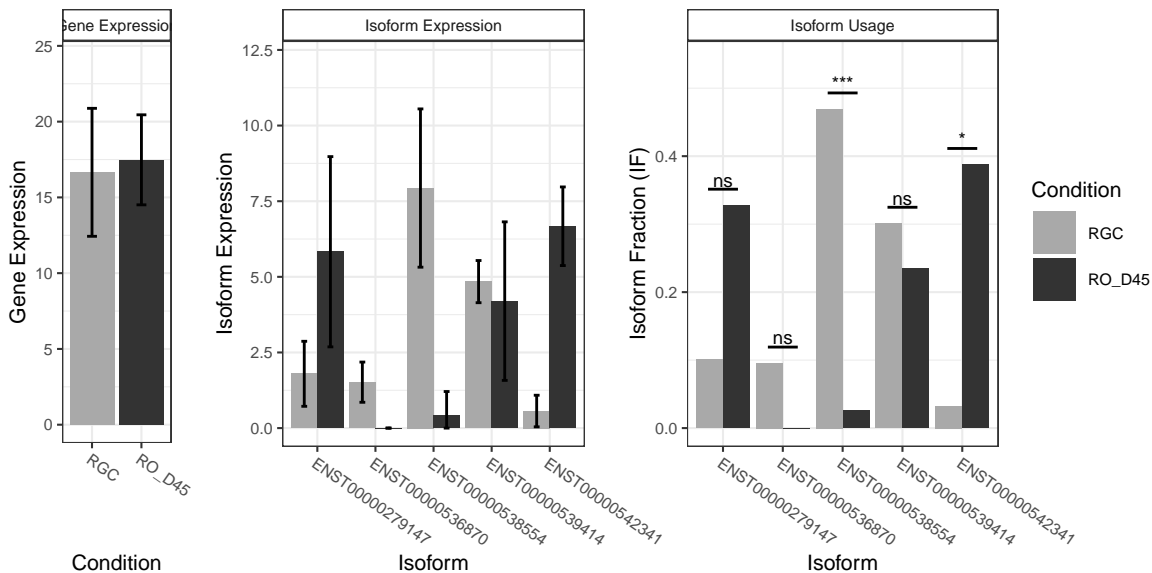 Gene Expression
Gene Expression
25
20
15
10
5
0
RGC
RO_D45
Condition
Isoform Expression
Isoform Expression
12.5
10.0
7.5
5.0
2.5
0.0
ENST00000279147
ENST00000536870
ENST00000538554
ENST00000539414
ENST00000542341
Isoform
Isoform Usage
Isoform Fraction (IF)
0.4
0.2
0.0
ns
ns
***
ns
*
ENST00000279147
ENST00000536870
ENST00000538554
ENST00000539414
ENST00000542341
Isoform
Condition
RGC
RO_D45